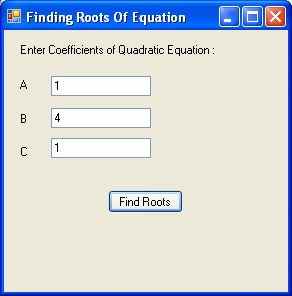 Finding Roots Of Equation
Enter Coefficients of Quadratic Equation :
A 1
B 4
C 1
Find Roots